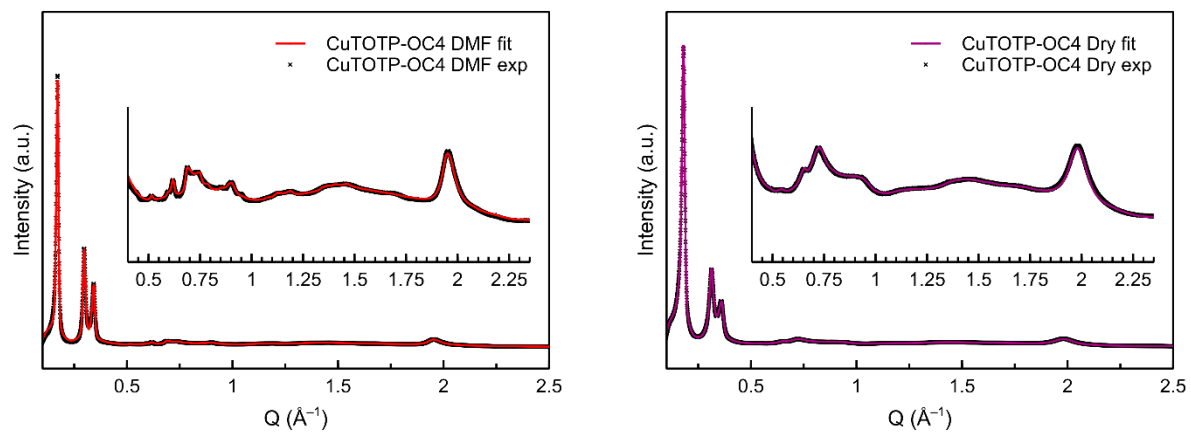 CuTOTP-OC4 DMF fit
CuTOTP-OC4 DMF exp
Intensity (a.u.)
0.5 0.75 1 1.25 1.5 1.75 2 2.25
0.5 1 1.5 2 2.5
Q (Å⁻¹)
CuTOTP-OC4 Dry fit
CuTOTP-OC4 Dry exp
Intensity (a.u.)
0.5 0.75 1 1.25 1.5 1.75 2 2.25
0.5 1 1.5 2 2.5
Q (Å⁻¹)